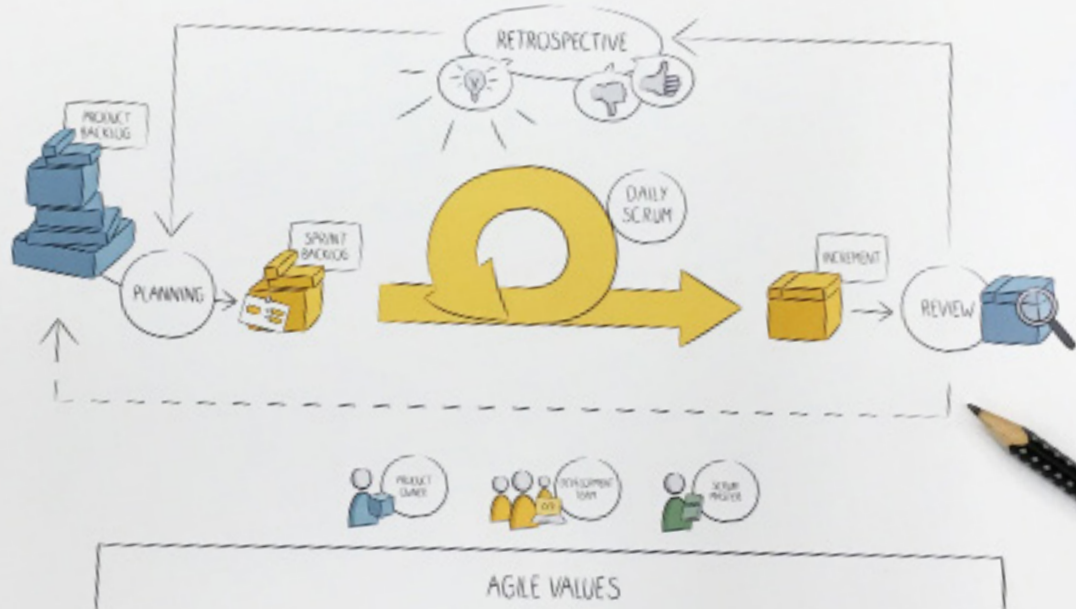 RETROSPECTIVE
PRODUCT
BACKLOG
DAILY
SCRUM
SPRINT
BACKLOG
INCREMENT
PLANNING
REVIEW
PRODUCT
OWNER
DEVELOPMENT
TEAM
SCRUM
MASTER
AGILE VALUES